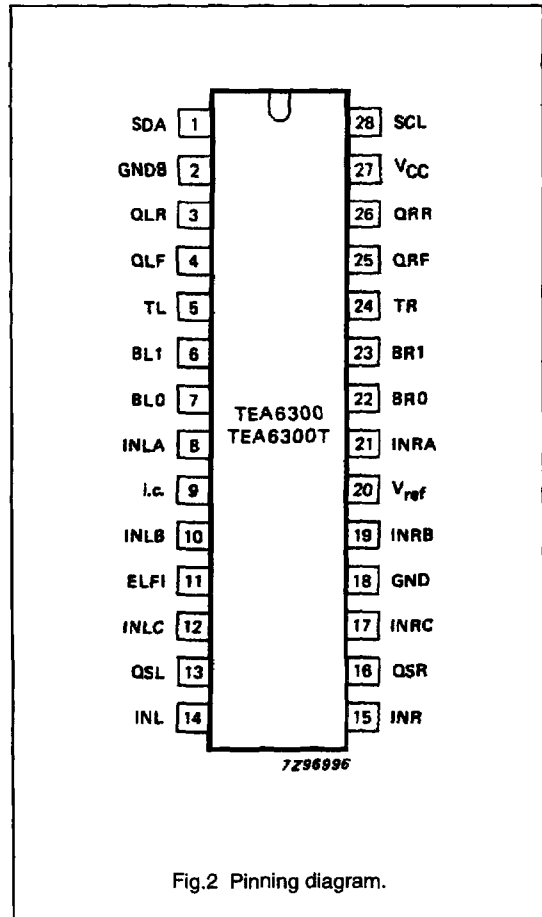 SDA 1 28 SCL
GNDB 2 27 VCC
QLR 3 26 QRR
QLF 4 25 QRF
TL 5 24 TR
BL1 6 23 BR1
BL0 7 22 BR0
TEA6300
TEA6300T
INLA 8 21 INRA
i.c. 9 20 Vref
INLB 10 19 INRB
ELFI 11 18 GND
INLC 12 17 INRC
QSL 13 16 QSR
INL 14 15 INR
7Z96996
Fig.2 Pinning diagram.